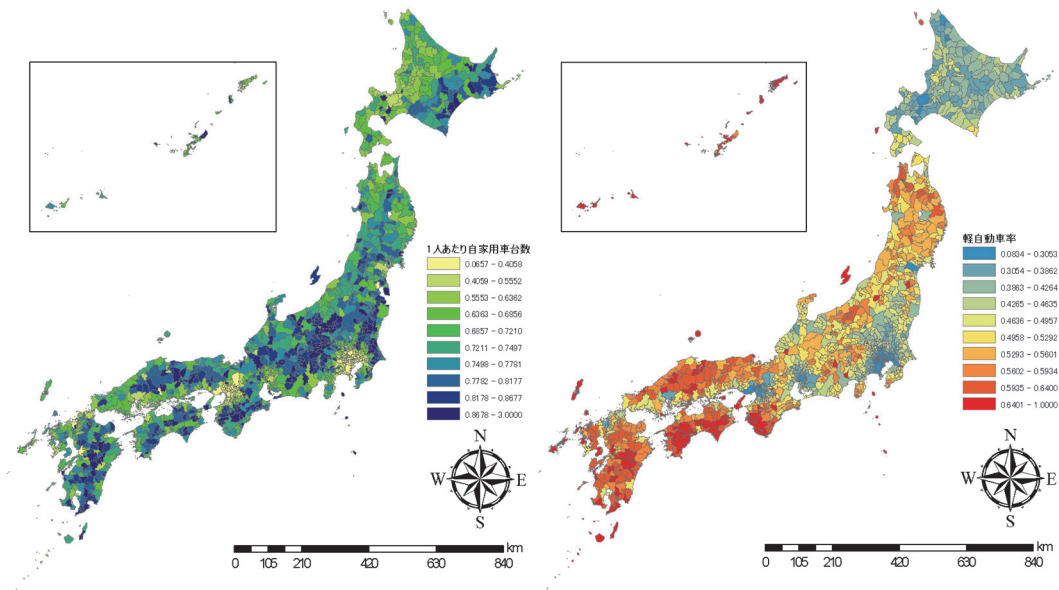 1人あたり自家用車台数
0.0657 - 0.4058
0.4059 - 0.5552
0.5553 - 0.6362
0.6363 - 0.6856
0.6857 - 0.7210
0.7211 - 0.7497
0.7498 - 0.7781
0.7782 - 0.8177
0.8178 - 0.8677
0.8678 - 3.0000
N
W E
S
km
0 105 210 420 630 840
軽自動車率
0.0834 - 0.3053
0.3054 - 0.3862
0.3863 - 0.4264
0.4265 - 0.4635
0.4636 - 0.4957
0.4958 - 0.5292
0.5293 - 0.5601
0.5602 - 0.5934
0.5935 - 0.6400
0.6401 - 1.0000
N
W E
S
km
0 105 210 420 630 840